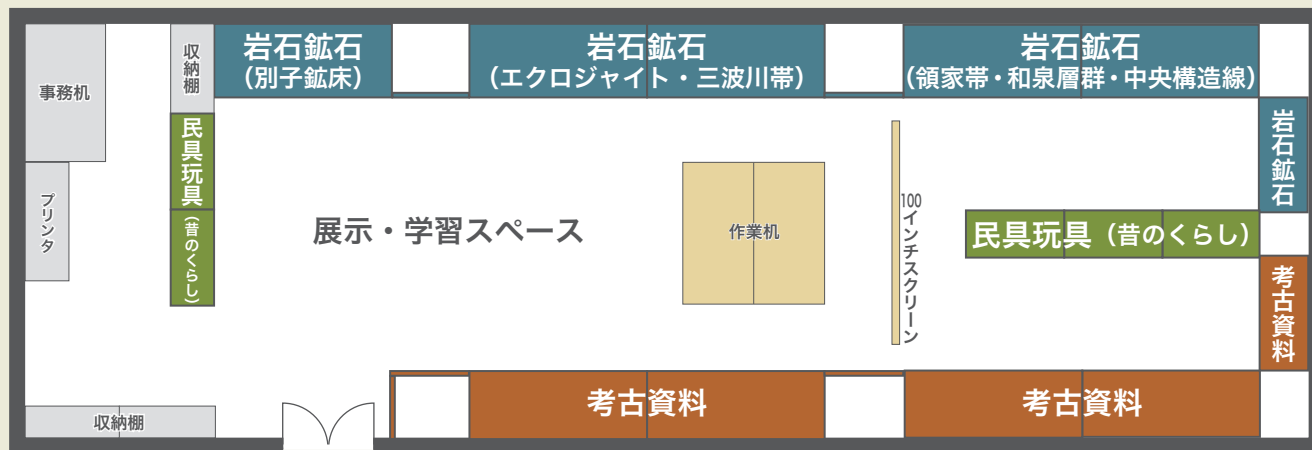 事務机
収納棚
岩石鉱石
(別子鉱床)
岩石鉱石
(エクロジャイト・三波川帯)
岩石鉱石
(領家帯・和泉層群・中央構造線)
岩石鉱石
民具玩具
(昔のくらし)
プリンタ
展示・学習スペース
作業机
100インチスクリーン
民具玩具(昔のくらし)
考古資料
収納棚
考古資料
考古資料